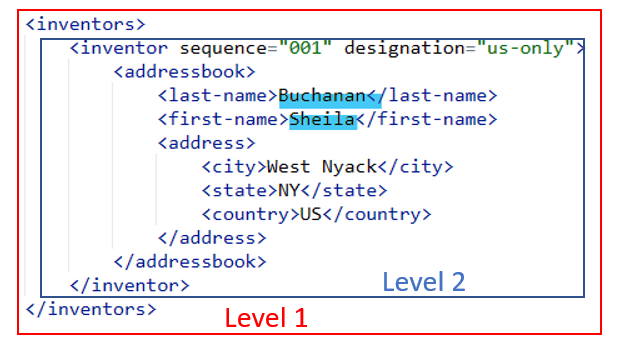 <inventors>
    <inventor sequence="001" designation="us-only">
        <addressbook>
            <last-name>Buchanan</last-name>
            <first-name>Sheila</first-name>
            <address>
                <city>West Nyack</city>
                <state>NY</state>
                <country>US</country>
            </address>
        </addressbook>
    </inventor>
Level 2
</inventors>
Level 1